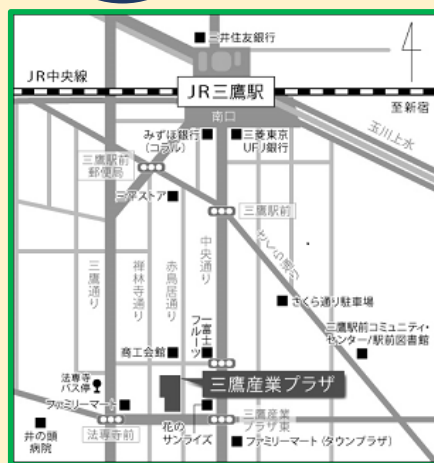 三井住友銀行
JR中央線
JR三鷹駅
至新宿
南口
玉川上水
みずほ銀行
(コラル)
三菱東京
UFJ銀行
三鷹駅前
郵便局
三平ストア
三鷹駅前
三鷹通り
禅林寺通り
赤鳥居通り
中央通り
さくら通り
さくら通り駐車場
三鷹駅前コミュニティ・
センター/駅前図書館
一富士
フルーツ
商工会館
三鷹産業プラザ
法専寺
バス停
ファミリーマート
井の頭
病院
法専寺前
花の
サンライズ
三鷹産業
プラザ東
ファミリーマート(タウンプラザ)